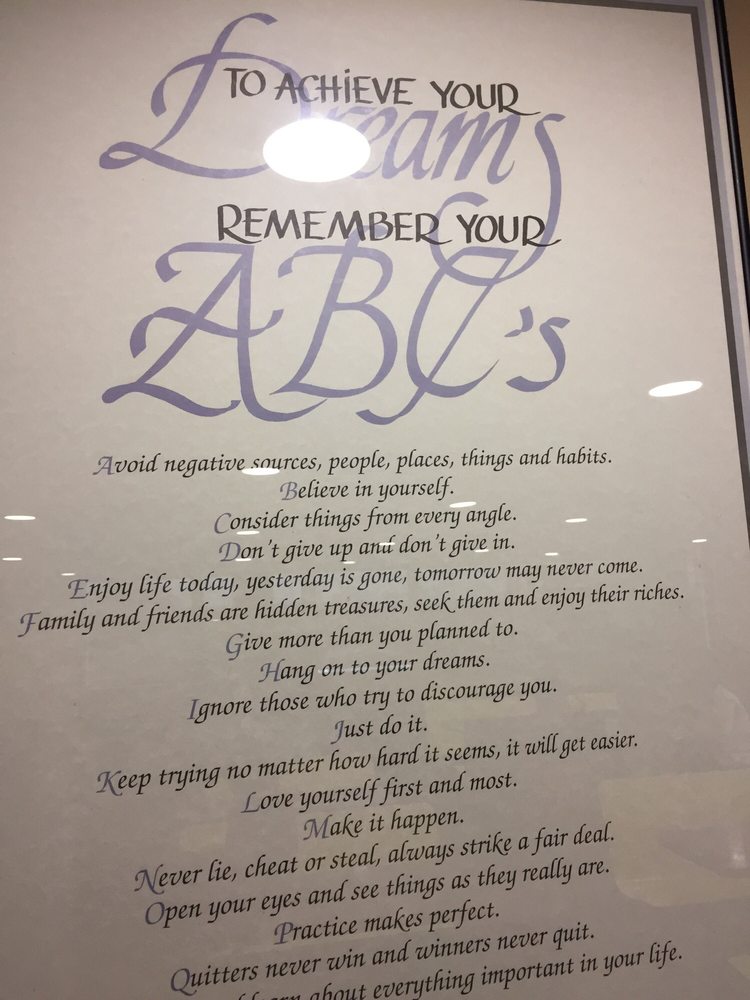 TO ACHiEVE YOUR
Dreams
REMEMBER YOUR
ABC's
Avoid negative sources, people, places, things and habits.
Believe in yourself.
Consider things from every angle.
Don't give up and don't give in.
Enjoy life today, yesterday is gone, tomorrow may never come.
Family and friends are hidden treasures, seek them and enjoy their riches.
Give more than you planned to.
Hang on to your dreams.
Ignore those who try to discourage you.
Just do it.
Keep trying no matter how hard it seems, it will get easier.
Love yourself first and most.
Make it happen.
Never lie, cheat or steal, always strike a fair deal.
Open your eyes and see things as they really are.
Practice makes perfect.
Quitters never win and winners never quit.
learn about everything important in your life.